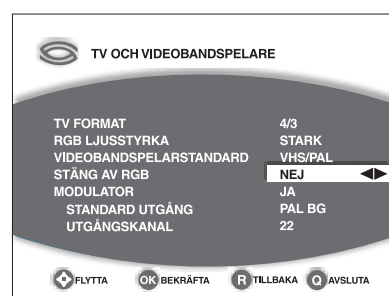 TV OCH VIDEOBANDSPELARE
TV FORMAT 4/3
RGB LJUSSTYRKA STARK
VIDEOBANDSPELARSTANDARD VHS/PAL
STÄNG AV RGB NEJ
MODULATOR JA
STANDARD UTGÅNG PAL BG
UTGÅNGSKANAL 22
FLYTTA OK BEKRÄFTA R TILLBAKA Q AVSLUTA